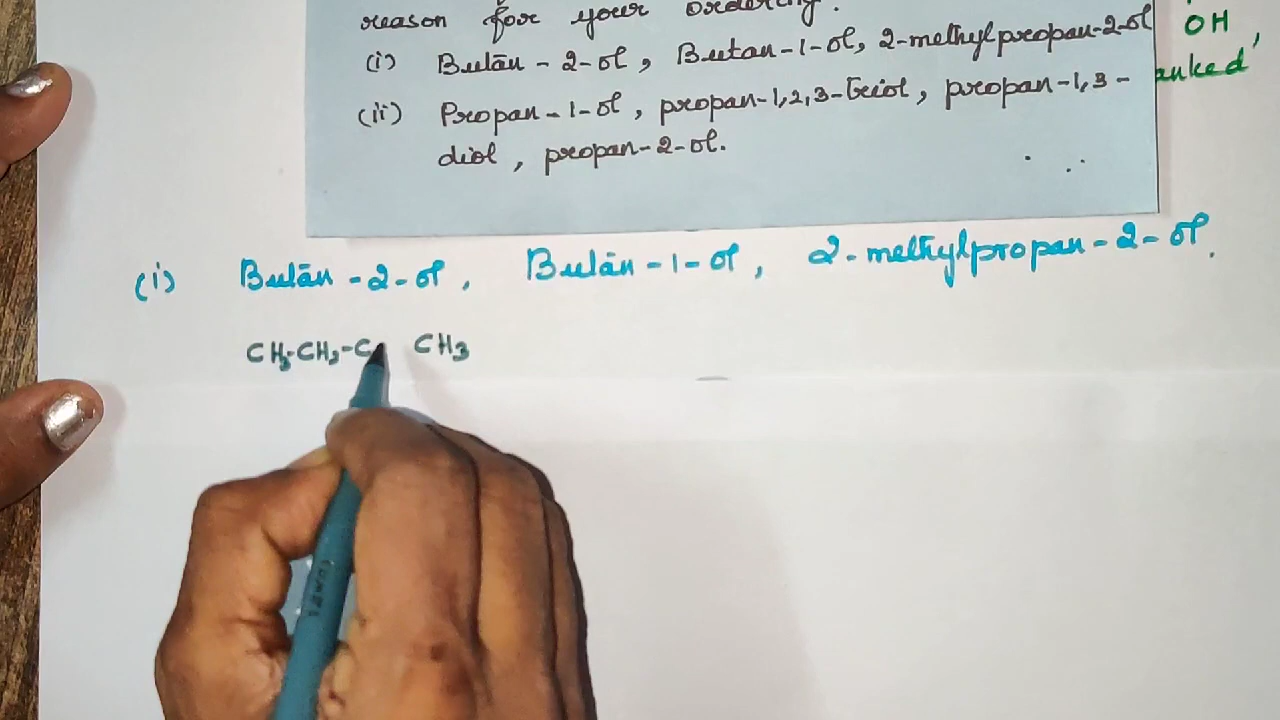 reason for your ordering.
(i) Butan-2-ol, Butan-1-ol, 2-methylpropan-2-ol
(ii) Propan-1-ol, propan-1,2,3-triol, propan-1,3-
diol, propan-2-ol.
OH,
anked
(i) Butan-2-ol, Butan-1-ol, 2-methylpropan-2-ol.
CH3-CH2-C CH3